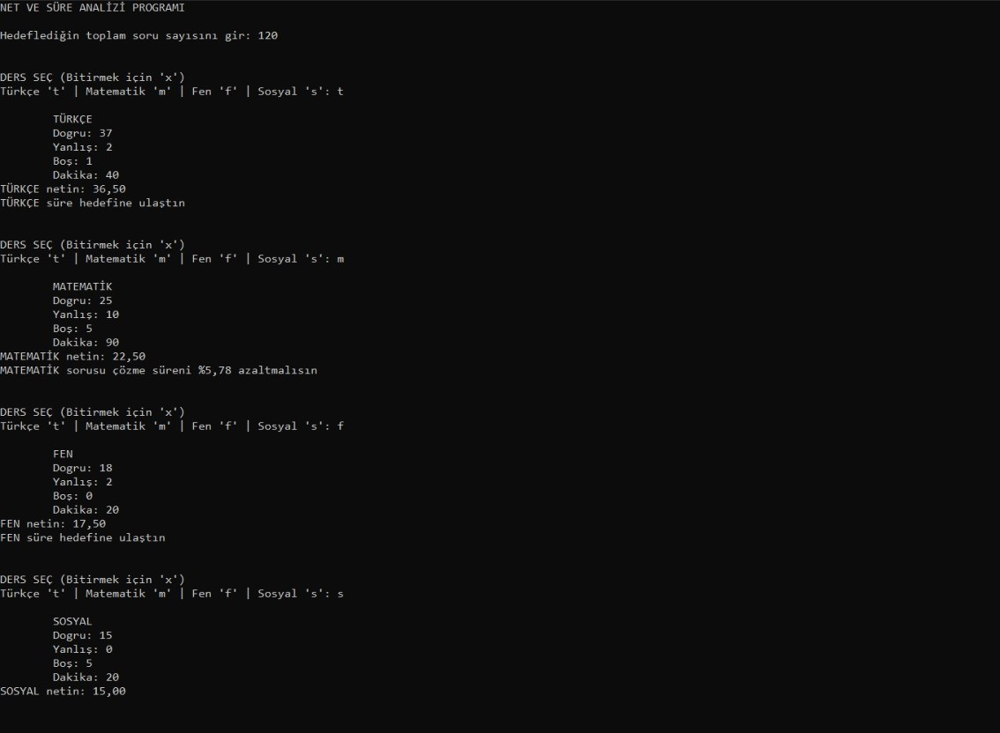 NET VE SÜRE ANALİZİ PROGRAMI
Hedeflediğin toplam soru sayısını gir: 120
DERS SEÇ (Bitirmek için 'x')
Türkçe 't' | Matematik 'm' | Fen 'f' | Sosyal 's': t
TÜRKÇE
Dogru: 37
Yanlış: 2
Boş: 1
Dakika: 40
TÜRKÇE netin: 36,50
TÜRKÇE süre hedefine ulaştın
DERS SEÇ (Bitirmek için 'x')
Türkçe 't' | Matematik 'm' | Fen 'f' | Sosyal 's': m
MATEMATİK
Dogru: 25
Yanlış: 10
Boş: 5
Dakika: 90
MATEMATİK netin: 22,50
MATEMATİK sorusu çözme süreni %5,78 azaltmalısın
DERS SEÇ (Bitirmek için 'x')
Türkçe 't' | Matematik 'm' | Fen 'f' | Sosyal 's': f
FEN
Dogru: 18
Yanlış: 2
Boş: 0
Dakika: 20
FEN netin: 17,50
FEN süre hedefine ulaştın
DERS SEÇ (Bitirmek için 'x')
Türkçe 't' | Matematik 'm' | Fen 'f' | Sosyal 's': s
SOSYAL
Dogru: 15
Yanlış: 0
Boş: 5
Dakika: 20
SOSYAL netin: 15,00